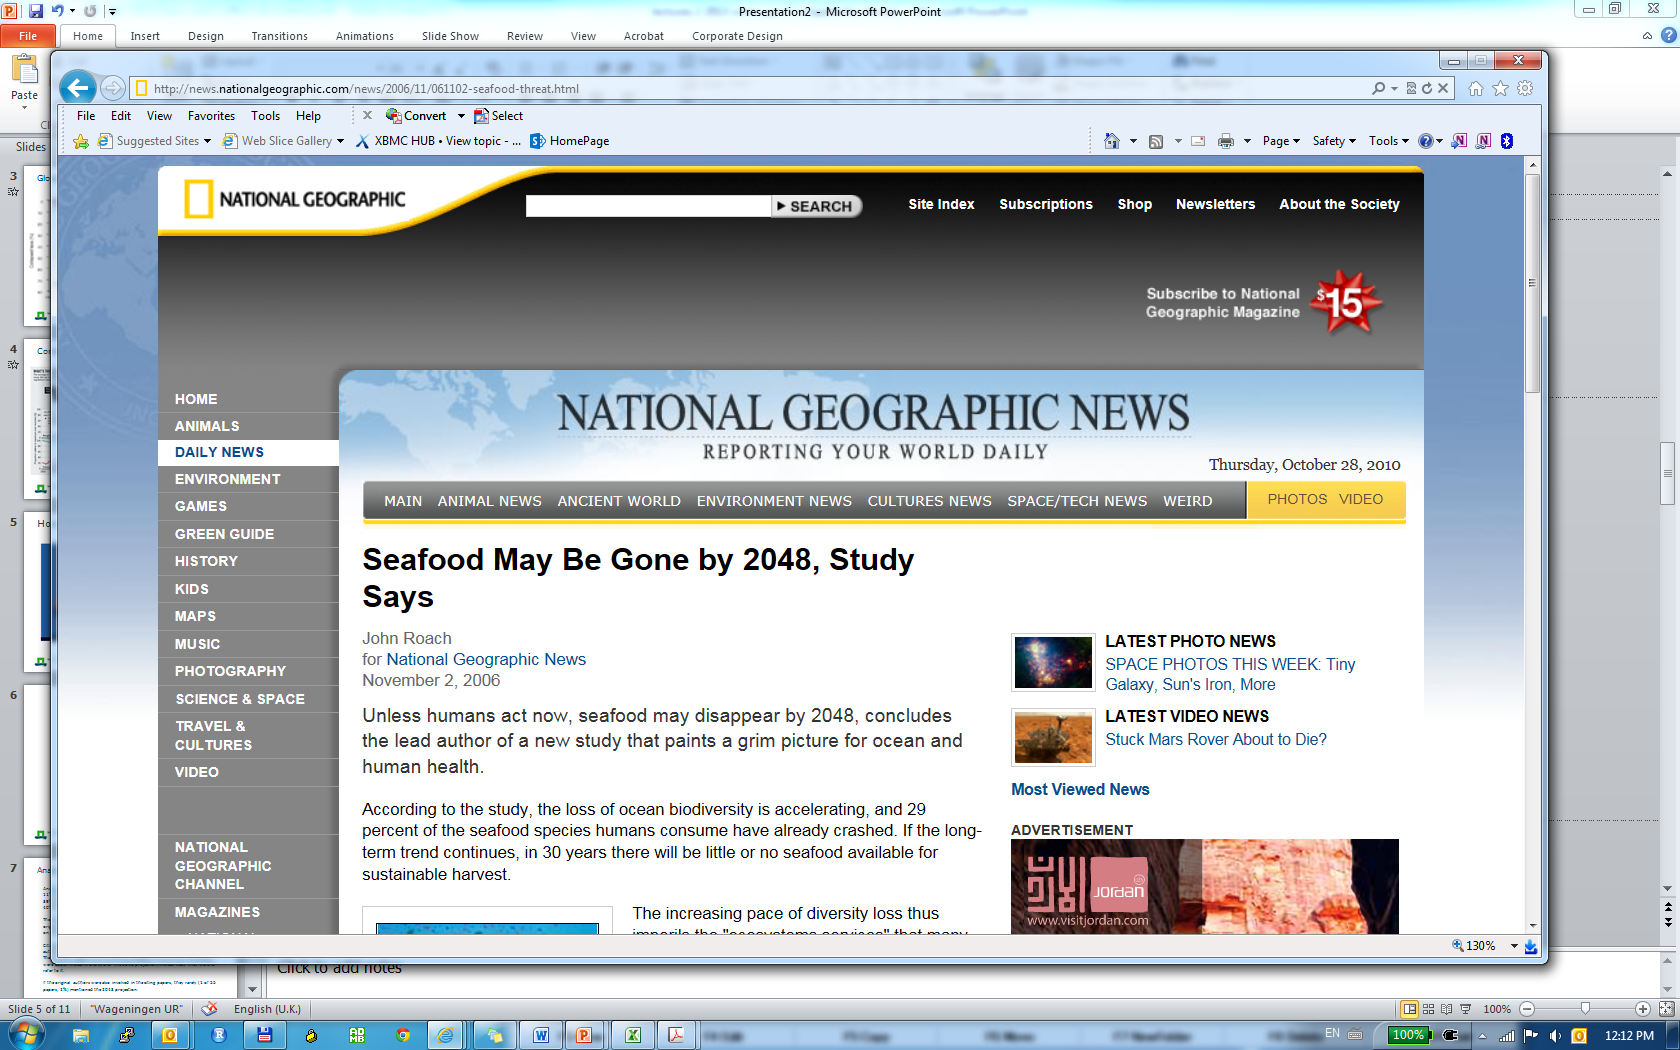 Presentation2 - Microsoft PowerPoint
File Home Insert Design Transitions Animations Slide Show Review View Acrobat Corporate Design
Paste
Slides
http://news.nationalgeographic.com/news/2006/11/061102-seafood-threat.html
File Edit View Favorites Tools Help Convert Select
Suggested Sites Web Slice Gallery XBMC HUB • View topic - ... HomePage
Page Safety Tools
NATIONAL GEOGRAPHIC
SEARCH
Site Index Subscriptions Shop Newsletters About the Society
Subscribe to National
Geographic Magazine
$15
HOME
ANIMALS
DAILY NEWS
ENVIRONMENT
GAMES
GREEN GUIDE
HISTORY
KIDS
MAPS
MUSIC
PHOTOGRAPHY
SCIENCE & SPACE
TRAVEL &
CULTURES
VIDEO
NATIONAL
GEOGRAPHIC
CHANNEL
MAGAZINES
NATIONAL GEOGRAPHIC NEWS
REPORTING YOUR WORLD DAILY
Thursday, October 28, 2010
MAIN ANIMAL NEWS ANCIENT WORLD ENVIRONMENT NEWS CULTURES NEWS SPACE/TECH NEWS WEIRD PHOTOS VIDEO
Seafood May Be Gone by 2048, Study
Says
John Roach
for National Geographic News
November 2, 2006
Unless humans act now, seafood may disappear by 2048, concludes
the lead author of a new study that paints a grim picture for ocean and
human health.
According to the study, the loss of ocean biodiversity is accelerating, and 29
percent of the seafood species humans consume have already crashed. If the long-
term trend continues, in 30 years there will be little or no seafood available for
sustainable harvest.
The increasing pace of diversity loss thus
imperils the "ecosystems services" that many
LATEST PHOTO NEWS
SPACE PHOTOS THIS WEEK: Tiny
Galaxy, Sun's Iron, More
LATEST VIDEO NEWS
Stuck Mars Rover About to Die?
Most Viewed News
ADVERTISEMENT
Jordan
www.visitjordan.com
130%
3
4
5
6
7
Click to add notes
Slide 5 of 11 "Wageningen UR" English (U.K.) 100%
EN 100% 12:12 PM